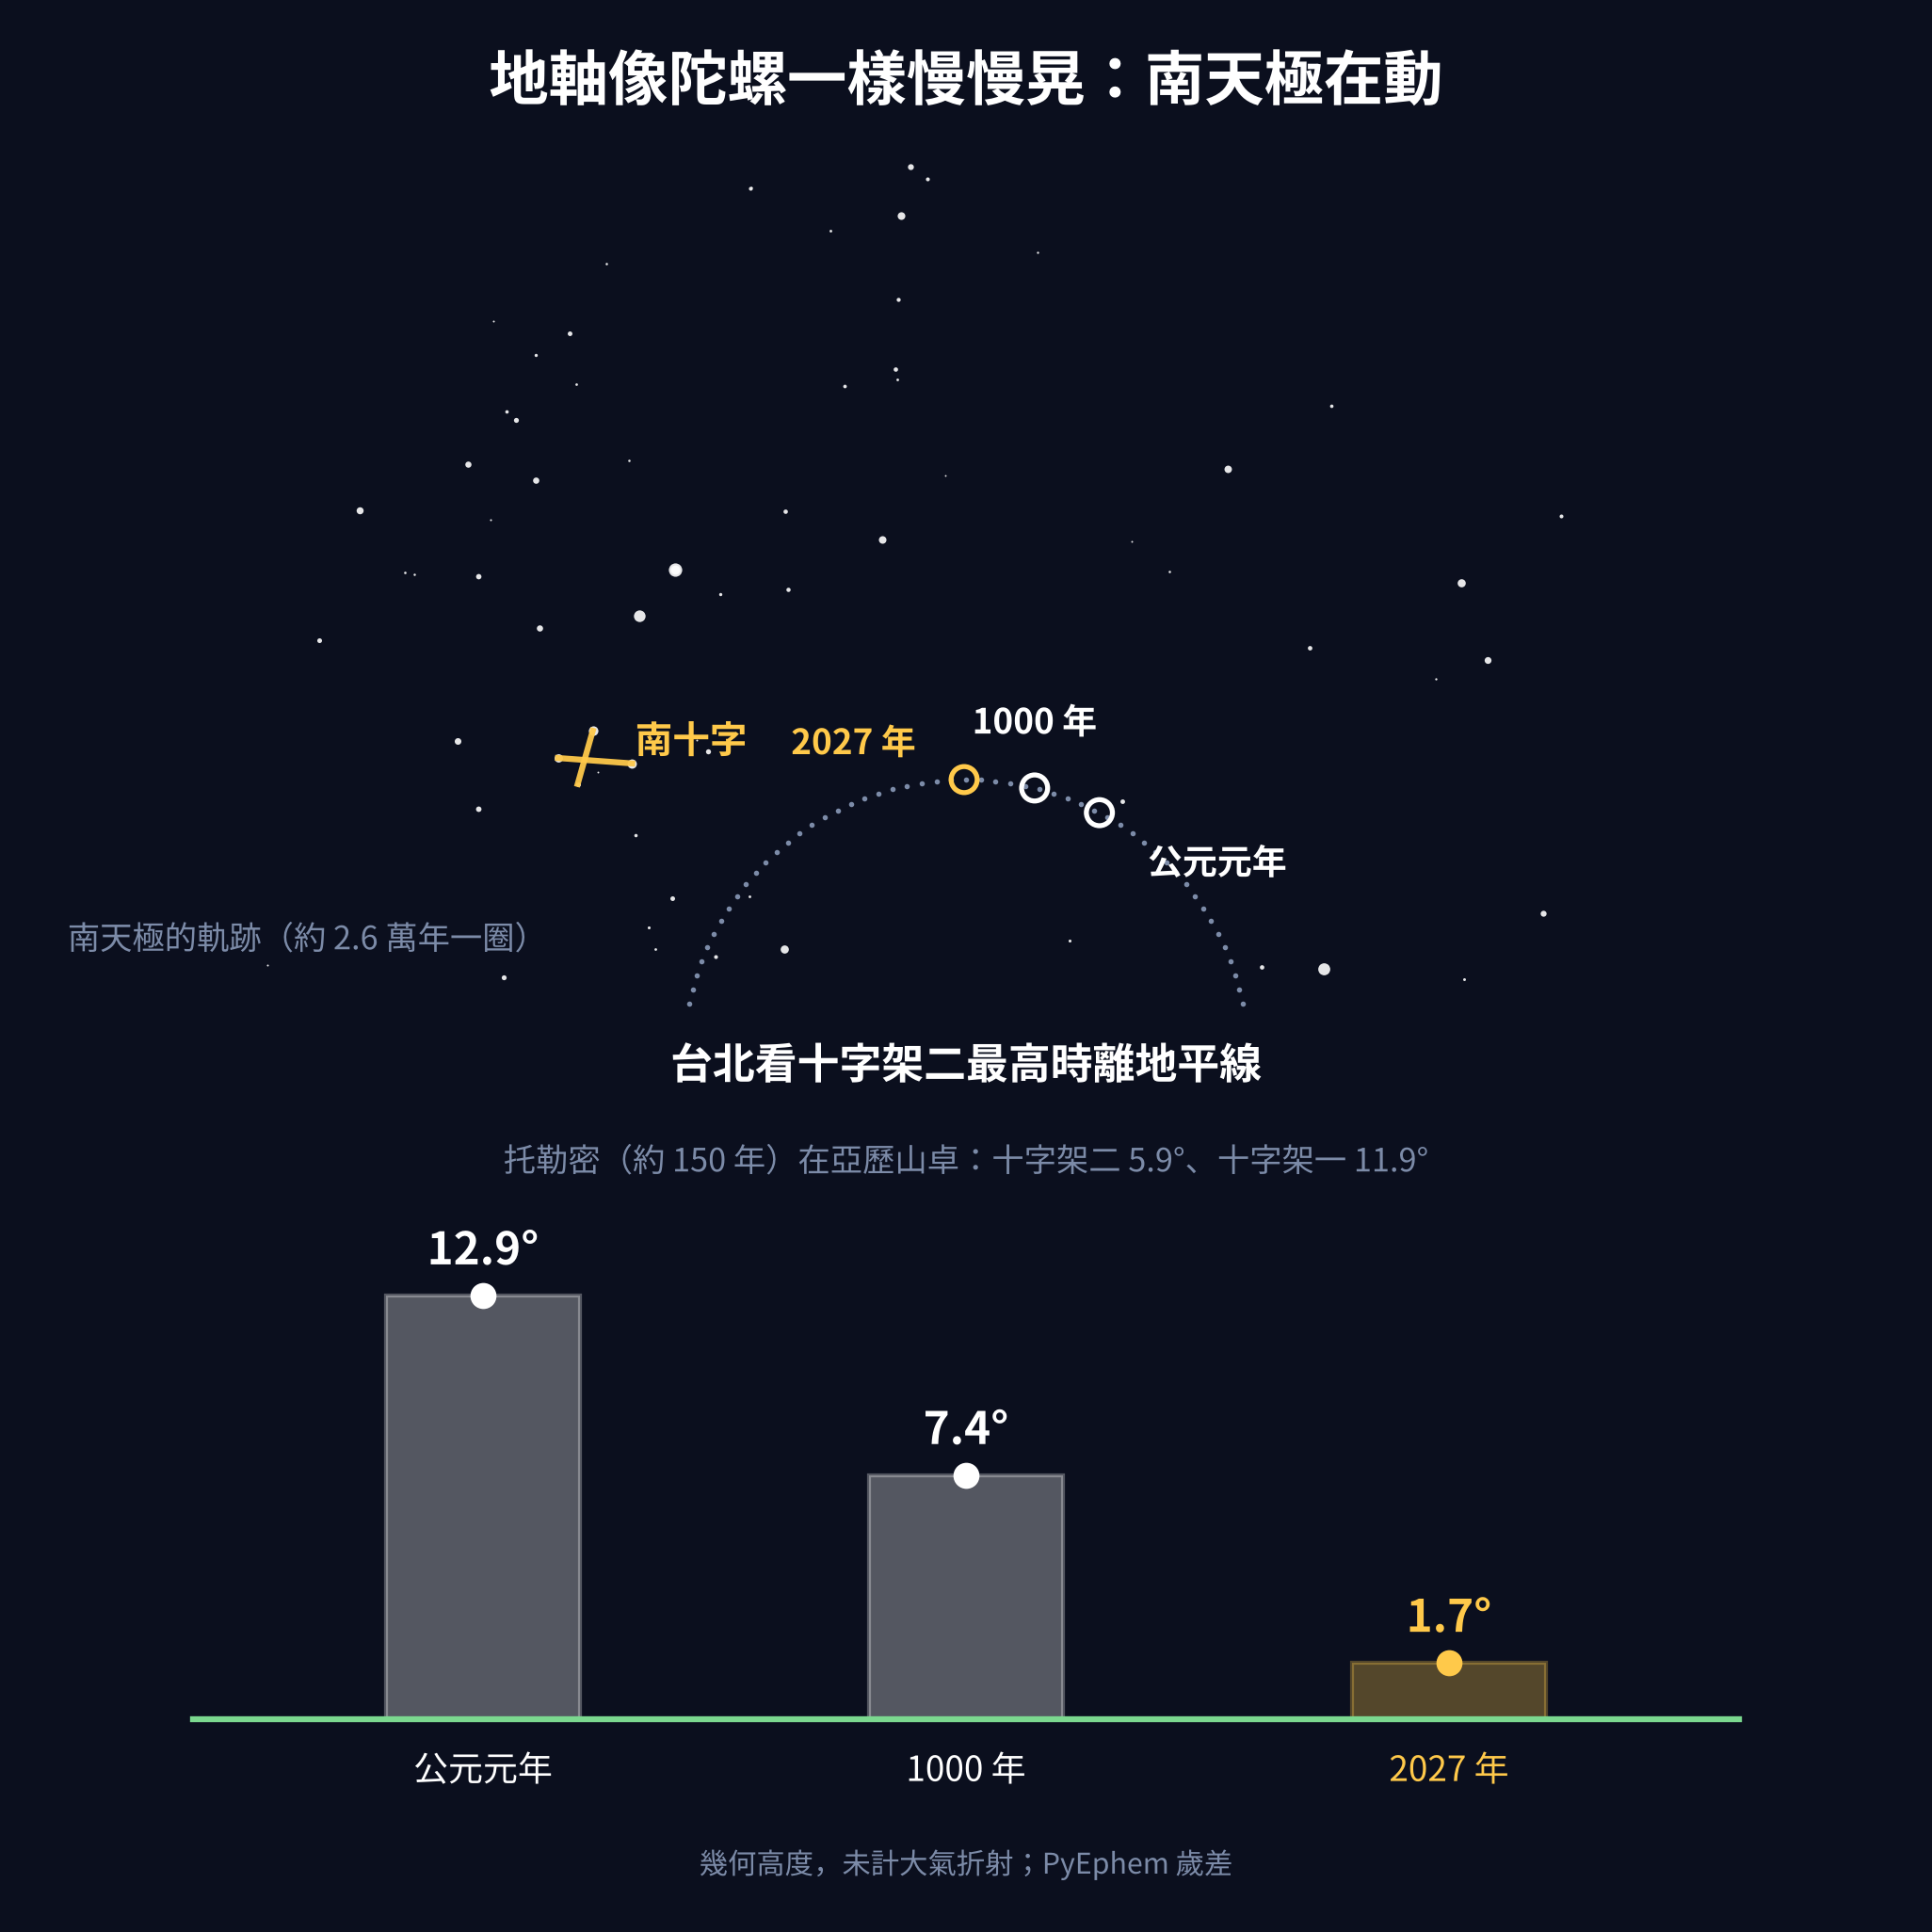 地軸像陀螺一樣慢慢晃：南天極在動
1000 年
南十字
2027 年
公元元年
南天極的軌跡（約 2.6 萬年一圈）
台北看十字架二最高時離地平線
托勒密（約 150 年）在亞歷山卓：十字架二 5.9°、十字架一 11.9°
12.9°
7.4°
1.7°
公元元年
1000 年
2027 年
幾何高度，未計大氣折射；PyEphem 歲差